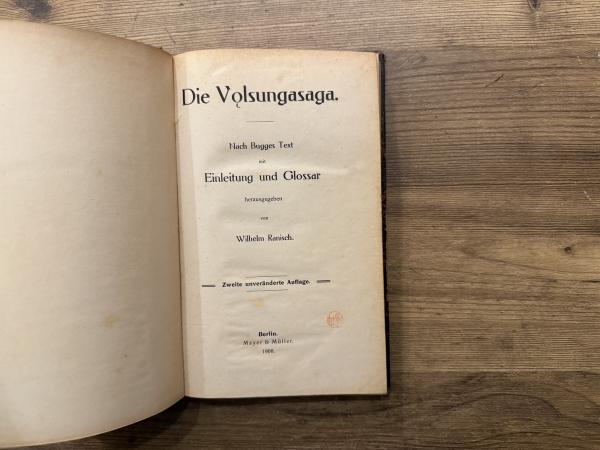 Die Vǫlsungasaga.
Nach Bugges Text
mit
Einleitung und Glossar
herausgegeben
von
Wilhelm Ranisch.
Zweite unveränderte Auflage.
Berlin.
Mayer & Müller.
1908.